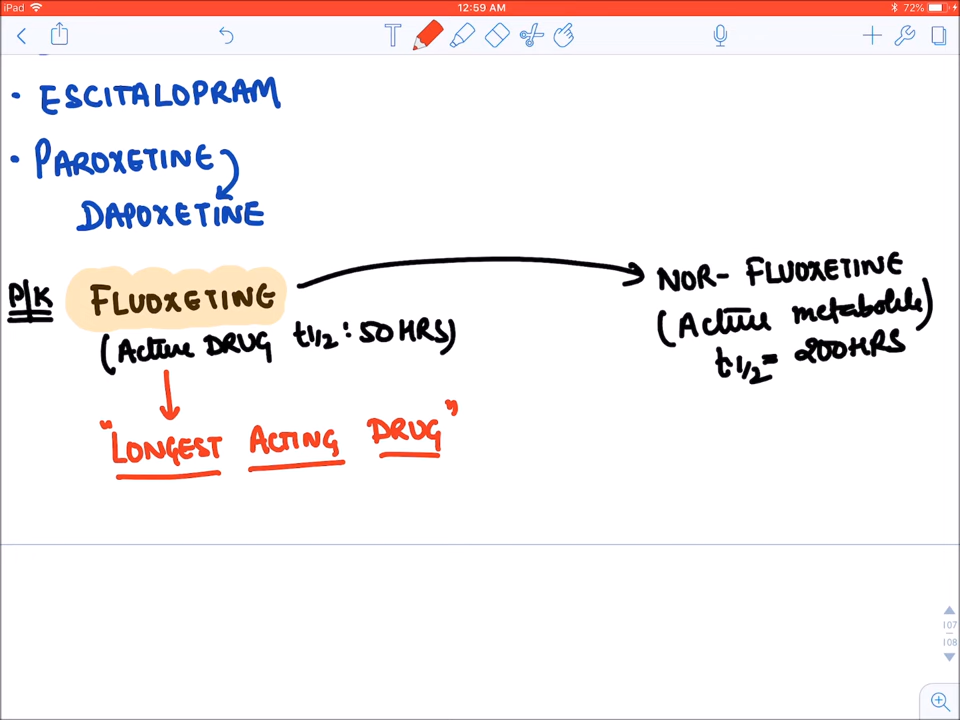 iPad 12:59 AM 72%
T
• ESCITALOPRAM
• PAROXETINE
DAPOXETINE
P/K FLUOXETINE
(Active DRUG t1/2 : 50 HRS)
NOR- FLUOXETINE
(Active metabolite)
t1/2 = 200HRS
"LONGEST ACTING DRUG"
107
108